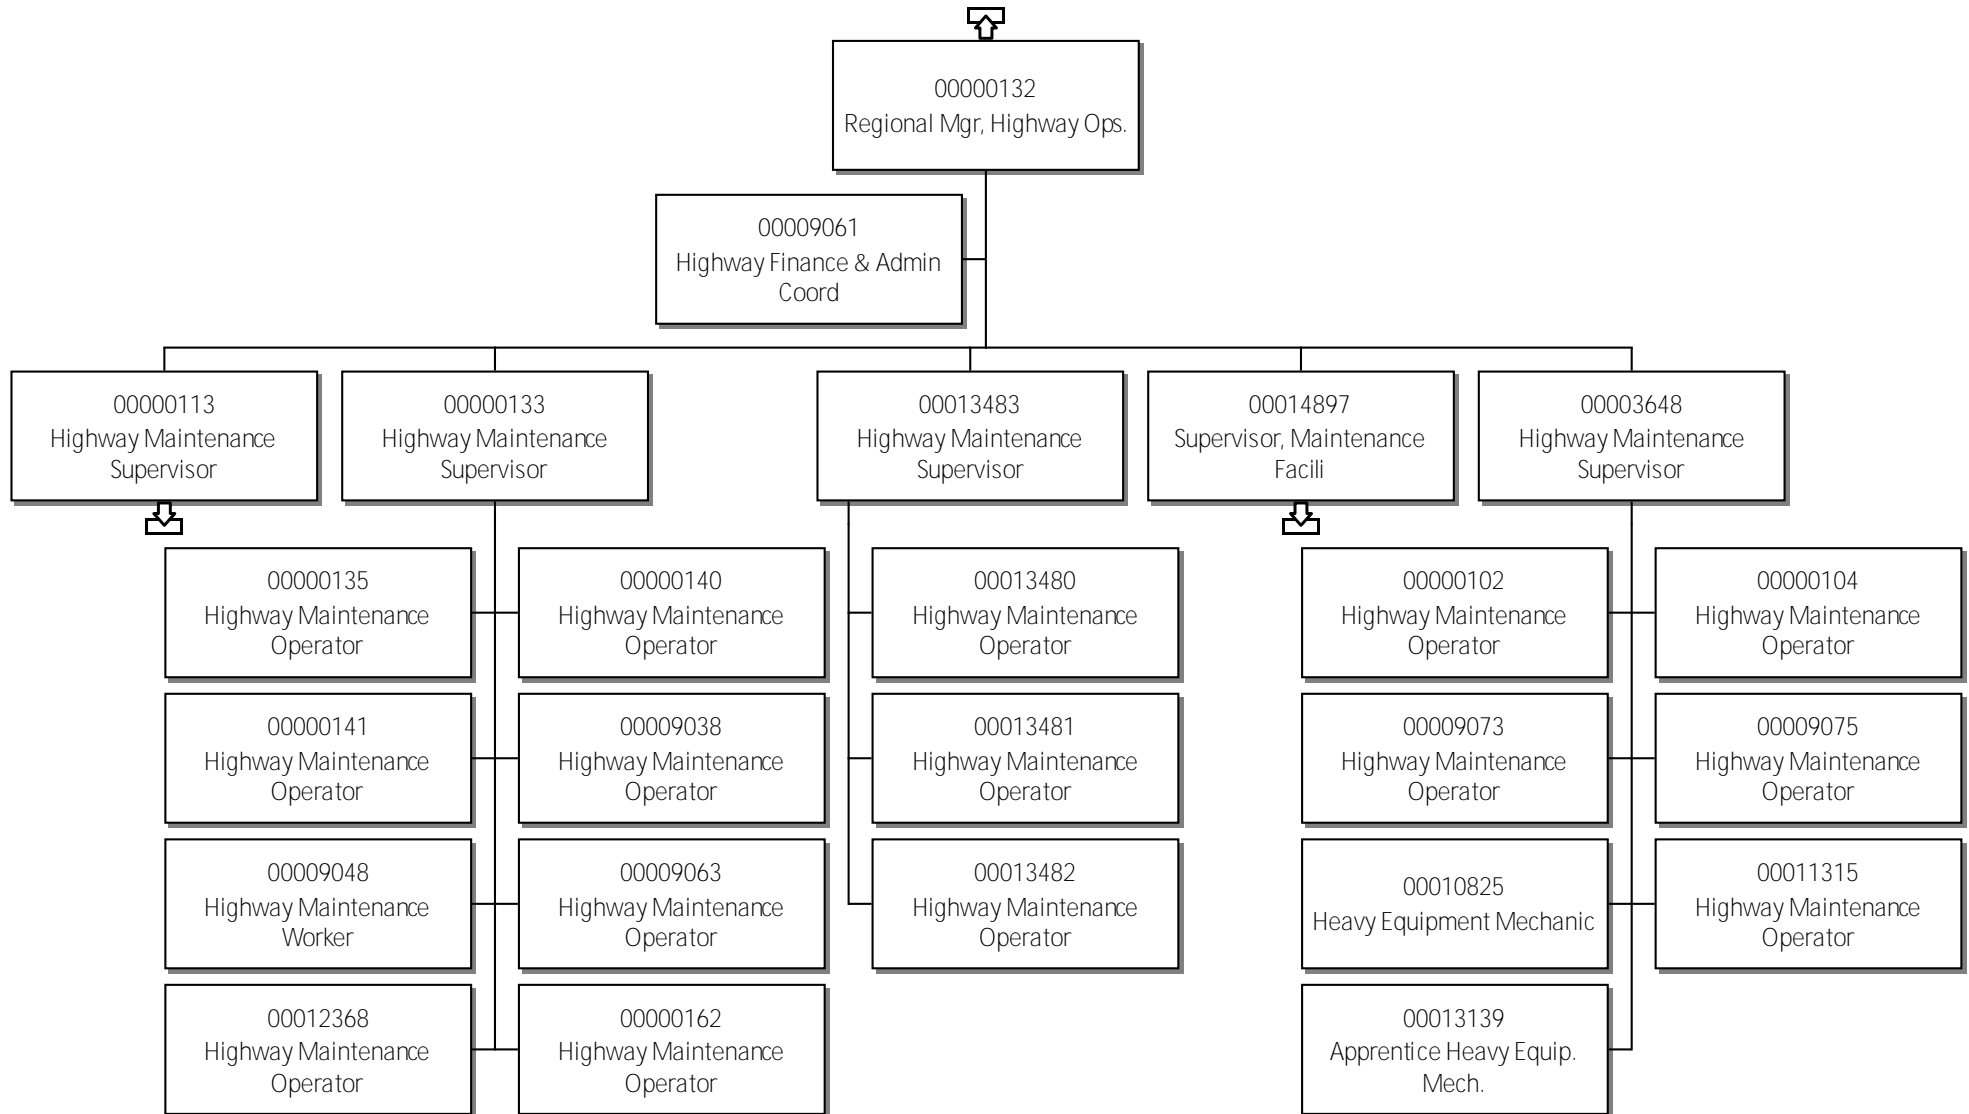 00000132
Regional Mgr, Highway Ops.
00009061
Highway Finance & Admin
Coord
00000113
Highway Maintenance
Supervisor
00000133
Highway Maintenance
Supervisor
00013483
Highway Maintenance
Supervisor
00014897
Supervisor, Maintenance
Facili
00003648
Highway Maintenance
Supervisor
00000135
Highway Maintenance
Operator
00000140
Highway Maintenance
Operator
00013480
Highway Maintenance
Operator
00000102
Highway Maintenance
Operator
00000104
Highway Maintenance
Operator
00000141
Highway Maintenance
Operator
00009038
Highway Maintenance
Operator
00013481
Highway Maintenance
Operator
00009073
Highway Maintenance
Operator
00009075
Highway Maintenance
Operator
00009048
Highway Maintenance
Worker
00009063
Highway Maintenance
Operator
00013482
Highway Maintenance
Operator
00010825
Heavy Equipment Mechanic
00011315
Highway Maintenance
Operator
00012368
Highway Maintenance
Operator
00000162
Highway Maintenance
Operator
00013139
Apprentice Heavy Equip.
Mech.